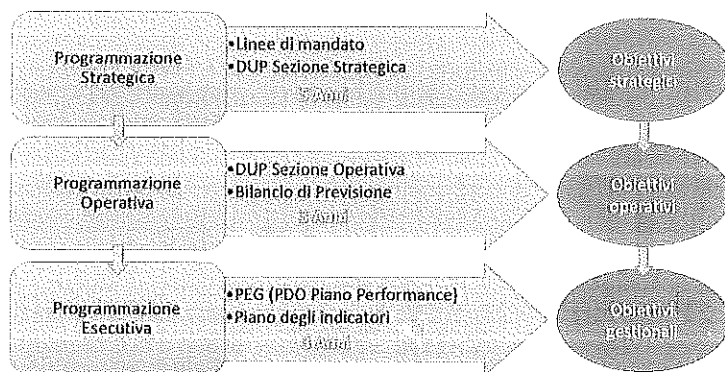 Programmazione
Strategica
•Linee di mandato
•DUP Sezione Strategica
5 Anni
Obiettivi
strategici
Programmazione
Operativa
•DUP Sezione Operativa
•Bilancio di Previsione
3 Anni
Obiettivi
operativi
Programmazione
Esecutiva
•PEG (PDO Piano Performance)
•Piano degli indicatori
Anni
Obiettivi
gestionali